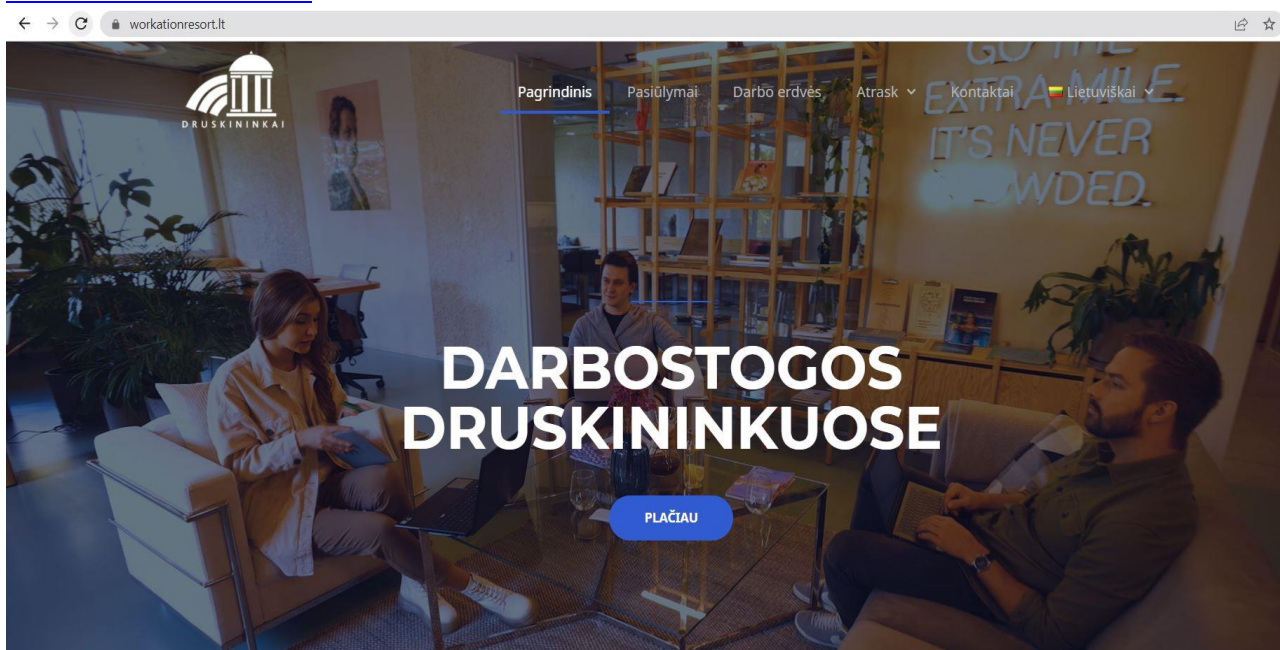 workationresort.lt
DRUSKININKAI
Pagrindinis Pasiūlymai Darbo erdvės Atrask Kontaktai Lietuviškai
GO THE
EXTRA MILE.
IT'S NEVER
CROWDED.
DARBOSTOGOS
DRUSKININKUOSE
PLAČIAU